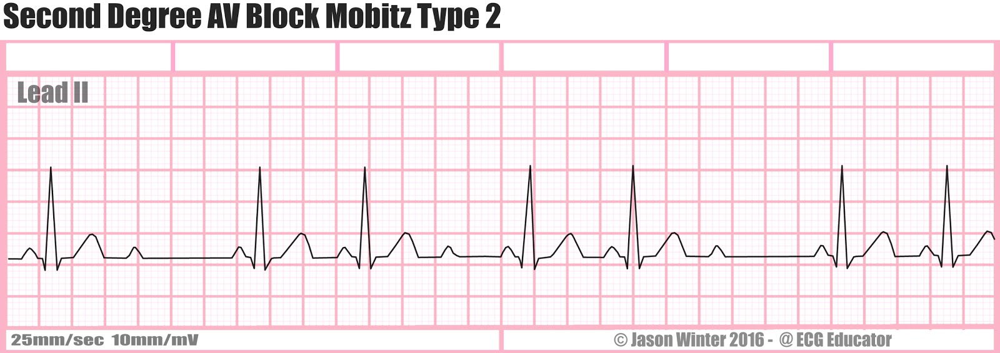 Second Degree AV Block Mobitz Type 2
Lead II
25mm/sec 10mm/mV
© Jason Winter 2016 - @ ECG Educator